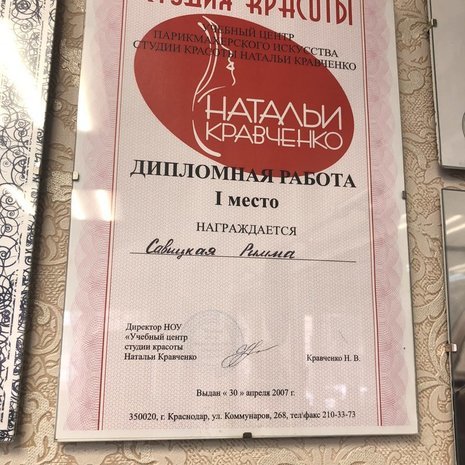 СТУДИЯ КРАСОТЫ
УЧЕБНЫЙ ЦЕНТР
ПАРИКМАХЕРСКОГО ИСКУССТВА
СТУДИИ КРАСОТЫ НАТАЛЬИ КРАВЧЕНКО
НАТАЛЬИ
КРАВЧЕНКО
ДИПЛОМНАЯ РАБОТА
I место
НАГРАЖДАЕТСЯ
Савицкая Римма
Директор НОУ
«Учебный центр
студии красоты
Натальи Кравченко
Кравченко Н. В.
Выдан « 30 » апреля 2007 г.
350020, г. Краснодар, ул. Коммунаров, 268, тел\факс 210-33-73